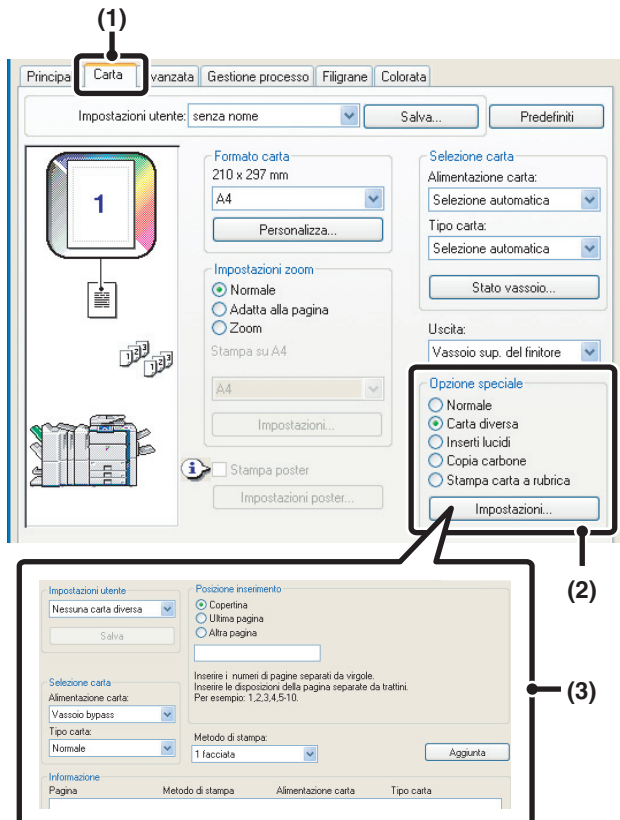 (1)
Principa Carta vanzata Gestione processo Filigrane Colorata
Impostazioni utente: senza nome Salva... Predefiniti
1
Formato carta
210 x 297 mm
A4
Personalizza...
Impostazioni zoom
Normale
Adatta alla pagina
Zoom
Stampa su A4
A4
Impostazioni...
Stampa poster
Impostazioni poster...
Selezione carta
Alimentazione carta:
Selezione automatica
Tipo carta:
Selezione automatica
Stato vassoio...
Uscita:
Vassoio sup. del finitore
Opzione speciale
Normale
Carta diversa
Inserti lucidi
Copia carbone
Stampa carta a rubrica
Impostazioni...
1 2 3
1 2 3
i
(2)
Impostazioni utente
Nessuna carta diversa
Salva
Selezione carta
Alimentazione carta:
Vassoio bypass
Tipo carta:
Normale
Posizione inserimento
Copertina
Ultima pagina
Altra pagina
Inserire i numeri di pagine separati da virgole.
Inserire le disposizioni della pagina separate da trattini.
Per esempio: 1,2,3,4,5-10.
Metodo di stampa:
1 facciata
Aggiunta
Informazione
Pagina Metodo di stampa Alimentazione carta Tipo carta
(3)